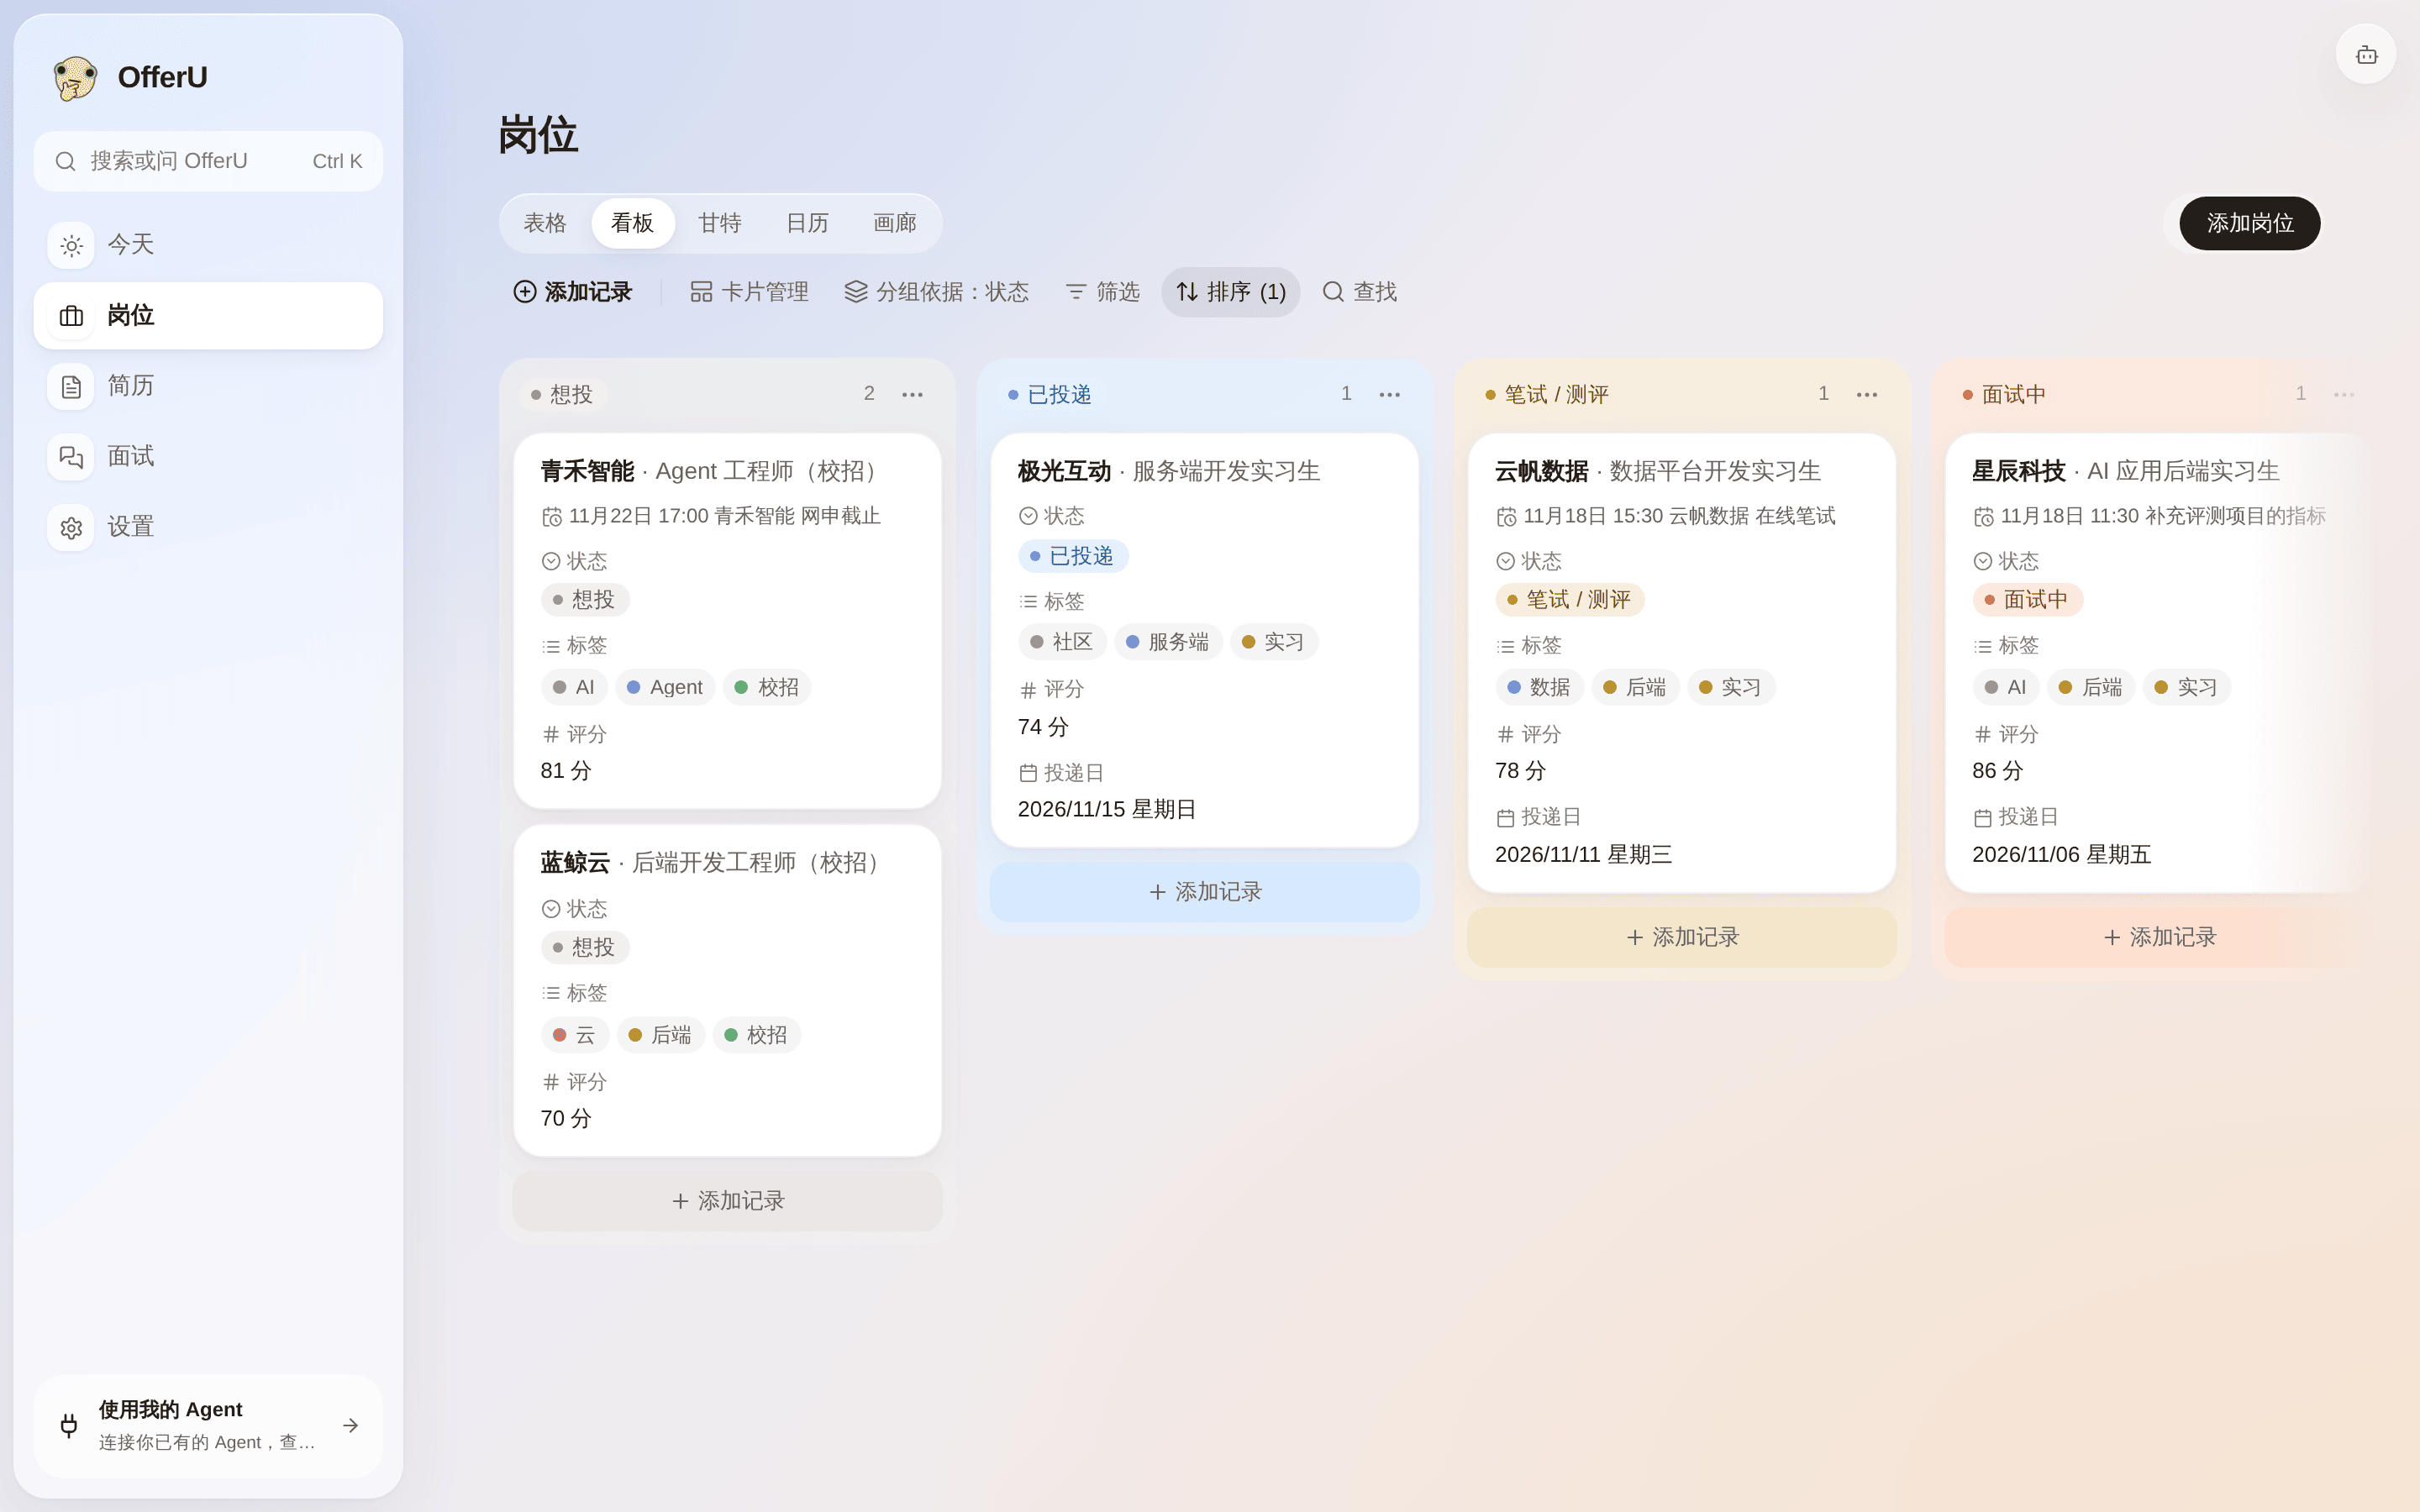 OfferU
搜索或问 OfferU Ctrl K
今天
岗位
简历
面试
设置
使用我的 Agent
连接你已有的 Agent，查…
岗位
表格 看板 甘特 日历 画廊
添加岗位
添加记录 卡片管理 分组依据：状态 筛选 排序 (1) 查找
想投 2
青禾智能 · Agent 工程师（校招）
11月22日 17:00 青禾智能 网申截止
状态
想投
标签
AI Agent 校招
评分
81 分
蓝鲸云 · 后端开发工程师（校招）
状态
想投
标签
云 后端 校招
评分
70 分
添加记录
已投递 1
极光互动 · 服务端开发实习生
状态
已投递
标签
社区 服务端 实习
评分
74 分
投递日
2026/11/15 星期日
添加记录
笔试 / 测评 1
云帆数据 · 数据平台开发实习生
11月18日 15:30 云帆数据 在线笔试
状态
笔试 / 测评
标签
数据 后端 实习
评分
78 分
投递日
2026/11/11 星期三
添加记录
面试中 1
星辰科技 · AI 应用后端实习生
11月18日 11:30 补充评测项目的指标
状态
面试中
标签
AI 后端 实习
评分
86 分
投递日
2026/11/06 星期五
添加记录